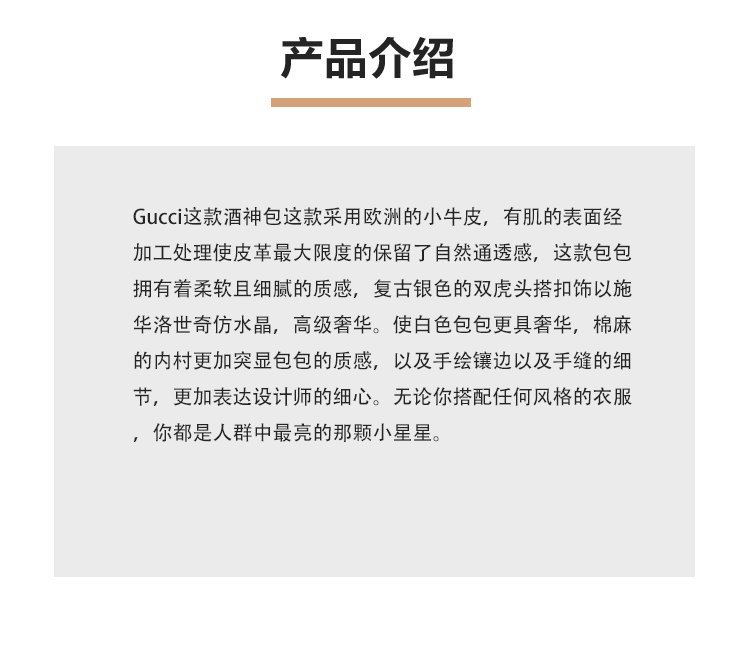 产品介绍
Gucci这款酒神包这款采用欧洲的小牛皮，有肌的表面经
加工处理使皮革最大限度的保留了自然通透感，这款包包
拥有着柔软且细腻的质感，复古银色的双虎头搭扣饰以施
华洛世奇仿水晶，高级奢华。使白色包包更具奢华，棉麻
的内村更加突显包包的质感，以及手绘镶边以及手缝的细
节，更加表达设计师的细心。无论你搭配任何风格的衣服
，你都是人群中最亮的那颗小星星。